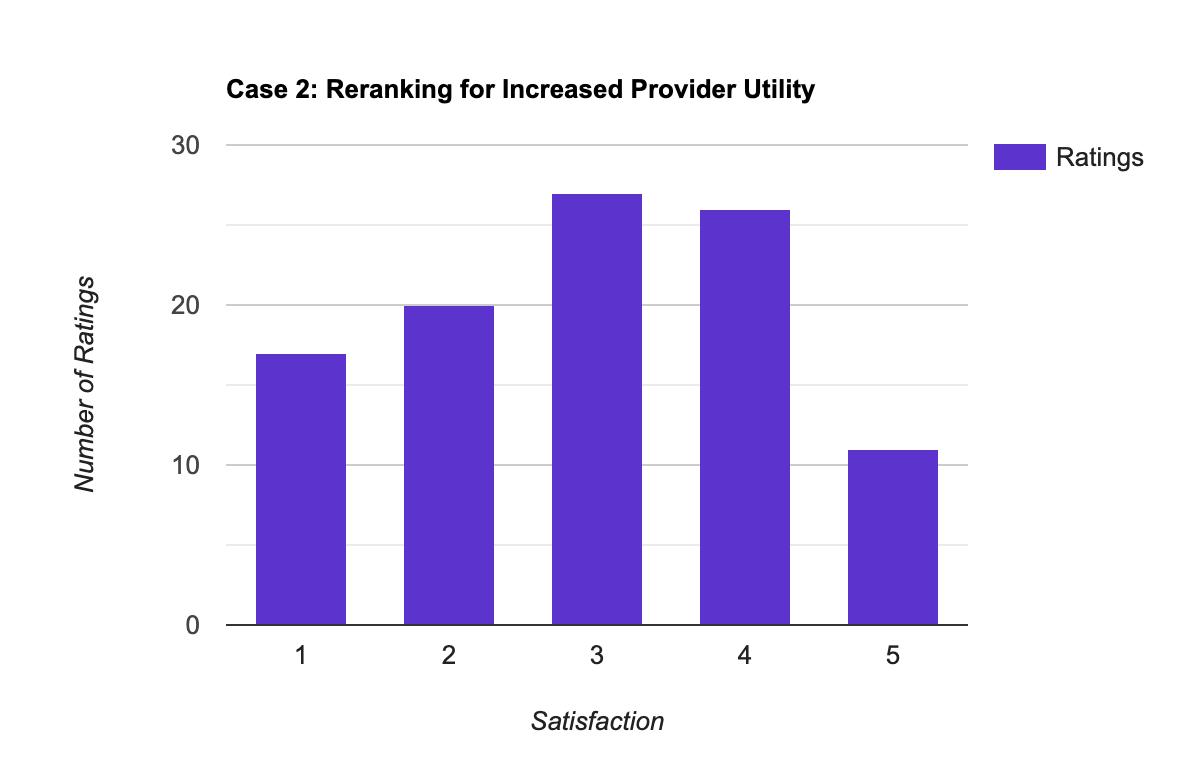 Case 2: Reranking for Increased Provider Utility
30
Ratings
20
10
0
Number of Ratings
1 2 3 4 5
Satisfaction